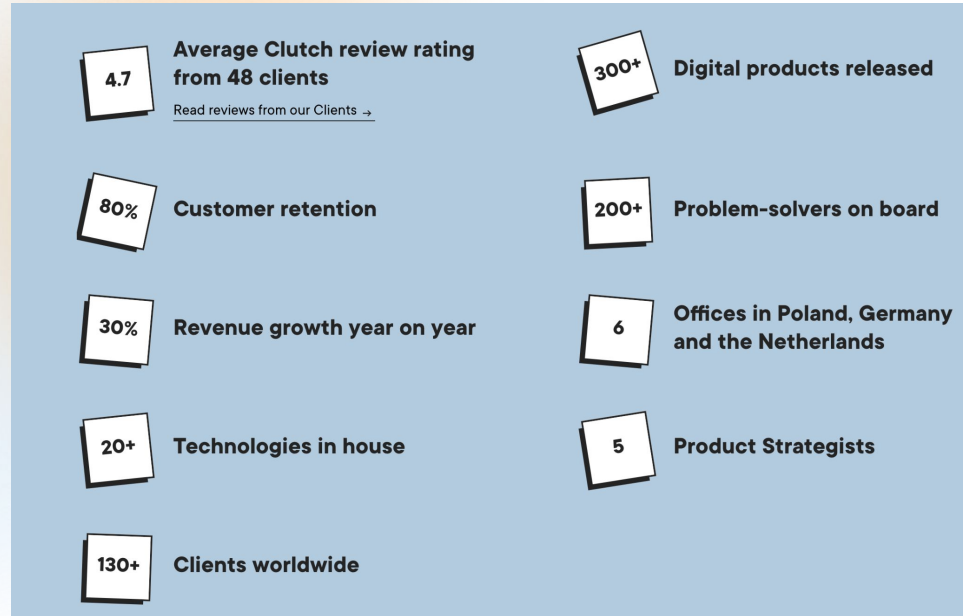 4.7
Average Clutch review rating
from 48 clients
Read reviews from our Clients →
300+
Digital products released
80%
Customer retention
200+
Problem-solvers on board
30%
Revenue growth year on year
6
Offices in Poland, Germany
and the Netherlands
20+
Technologies in house
5
Product Strategists
130+
Clients worldwide